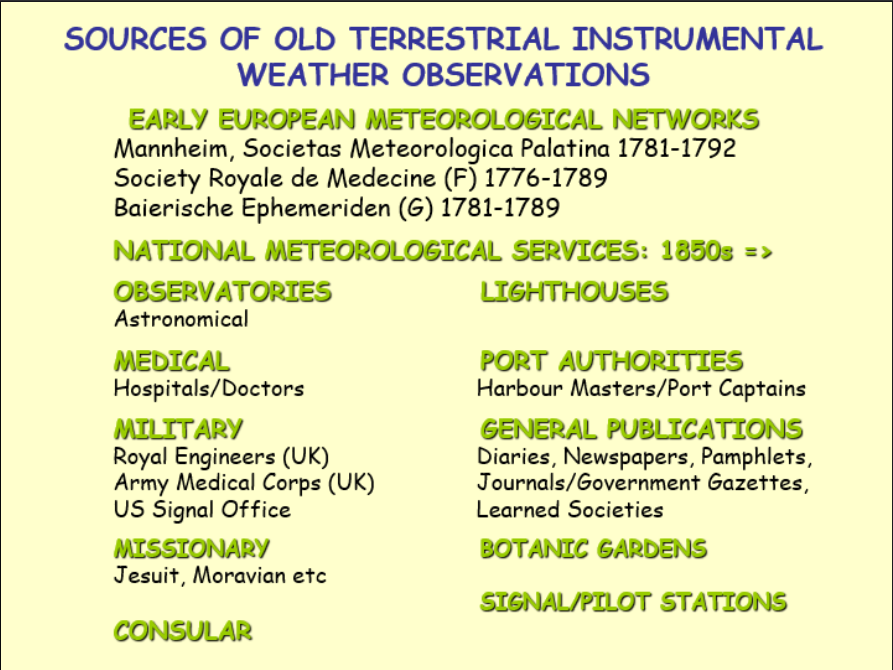 SOURCES OF OLD TERRESTRIAL INSTRUMENTAL
WEATHER OBSERVATIONS
EARLY EUROPEAN METEOROLOGICAL NETWORKS
Mannheim, Societas Meteorologica Palatina 1781-1792
Society Royale de Medecine (F) 1776-1789
Baierische Ephemeriden (G) 1781-1789
NATIONAL METEOROLOGICAL SERVICES: 1850s =>
OBSERVATORIES
Astronomical
MEDICAL
Hospitals/Doctors
MILITARY
Royal Engineers (UK)
Army Medical Corps (UK)
US Signal Office
MISSIONARY
Jesuit, Moravian etc
CONSULAR
LIGHTHOUSES
PORT AUTHORITIES
Harbour Masters/Port Captains
GENERAL PUBLICATIONS
Diaries, Newspapers, Pamphlets,
Journals/Government Gazettes,
Learned Societies
BOTANIC GARDENS
SIGNAL/PILOT STATIONS